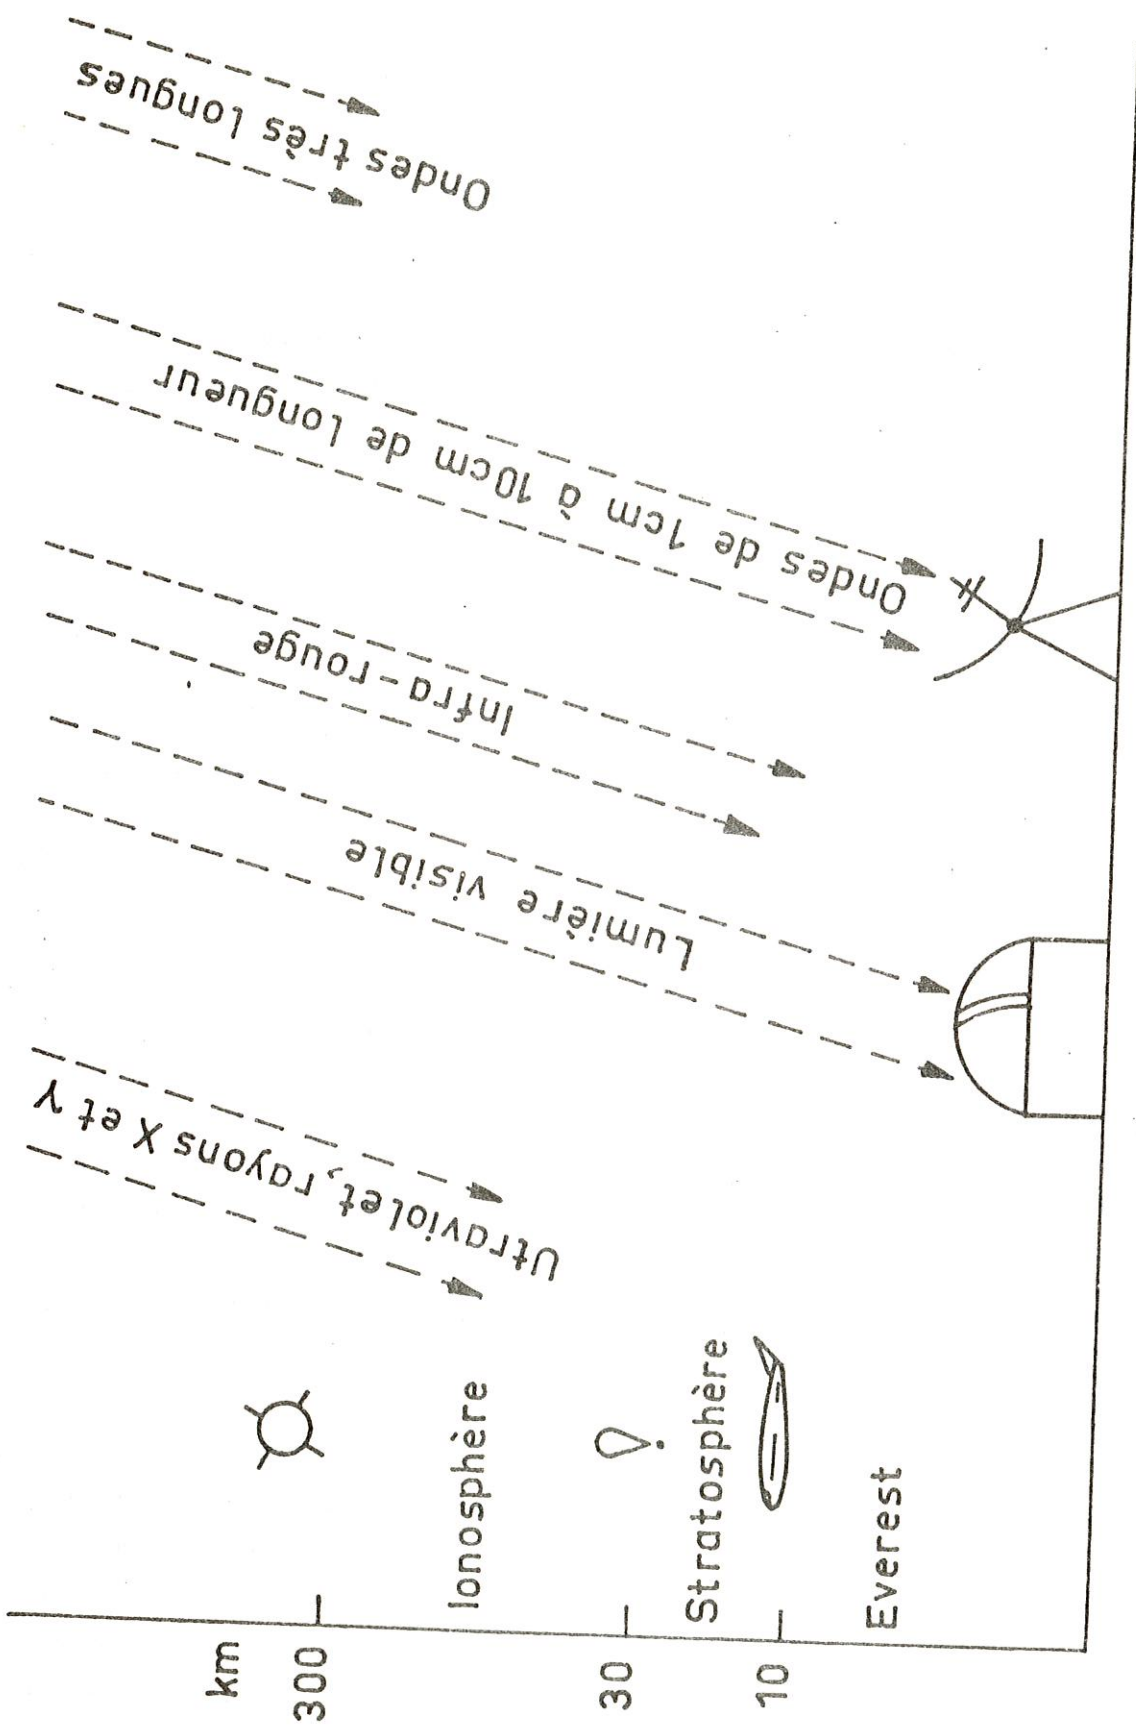 km
300
30
10
Ionosphère
Stratosphère
Everest
Utraviolet, rayons X et γ
Lumière visible
Infra-rouge
Ondes de 1cm à 10cm de longueur
Ondes très longues